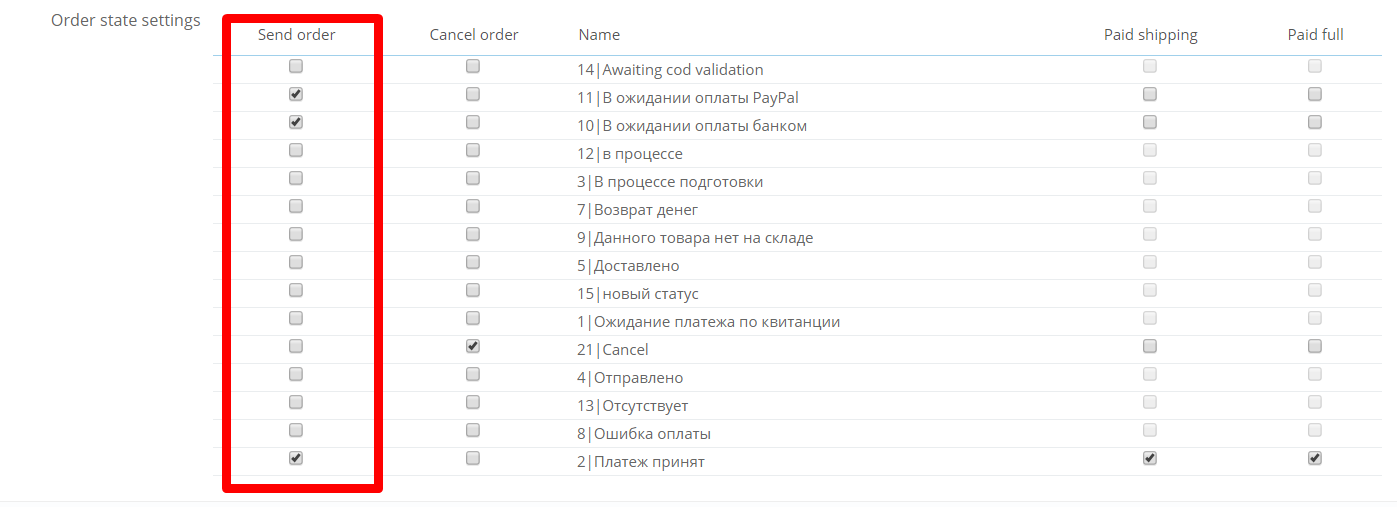 Order state settings
Send order Cancel order Name Paid shipping Paid full
14|Awaiting cod validation
11|В ожидании оплаты PayPal
10|В ожидании оплаты банком
12|в процессе
3|В процессе подготовки
7|Возврат денег
9|Данного товара нет на складе
5|Доставлено
15|новый статус
1|Ожидание платежа по квитанции
21|Cancel
4|Отправлено
13|Отсутствует
8|Ошибка оплаты
2|Платеж принят